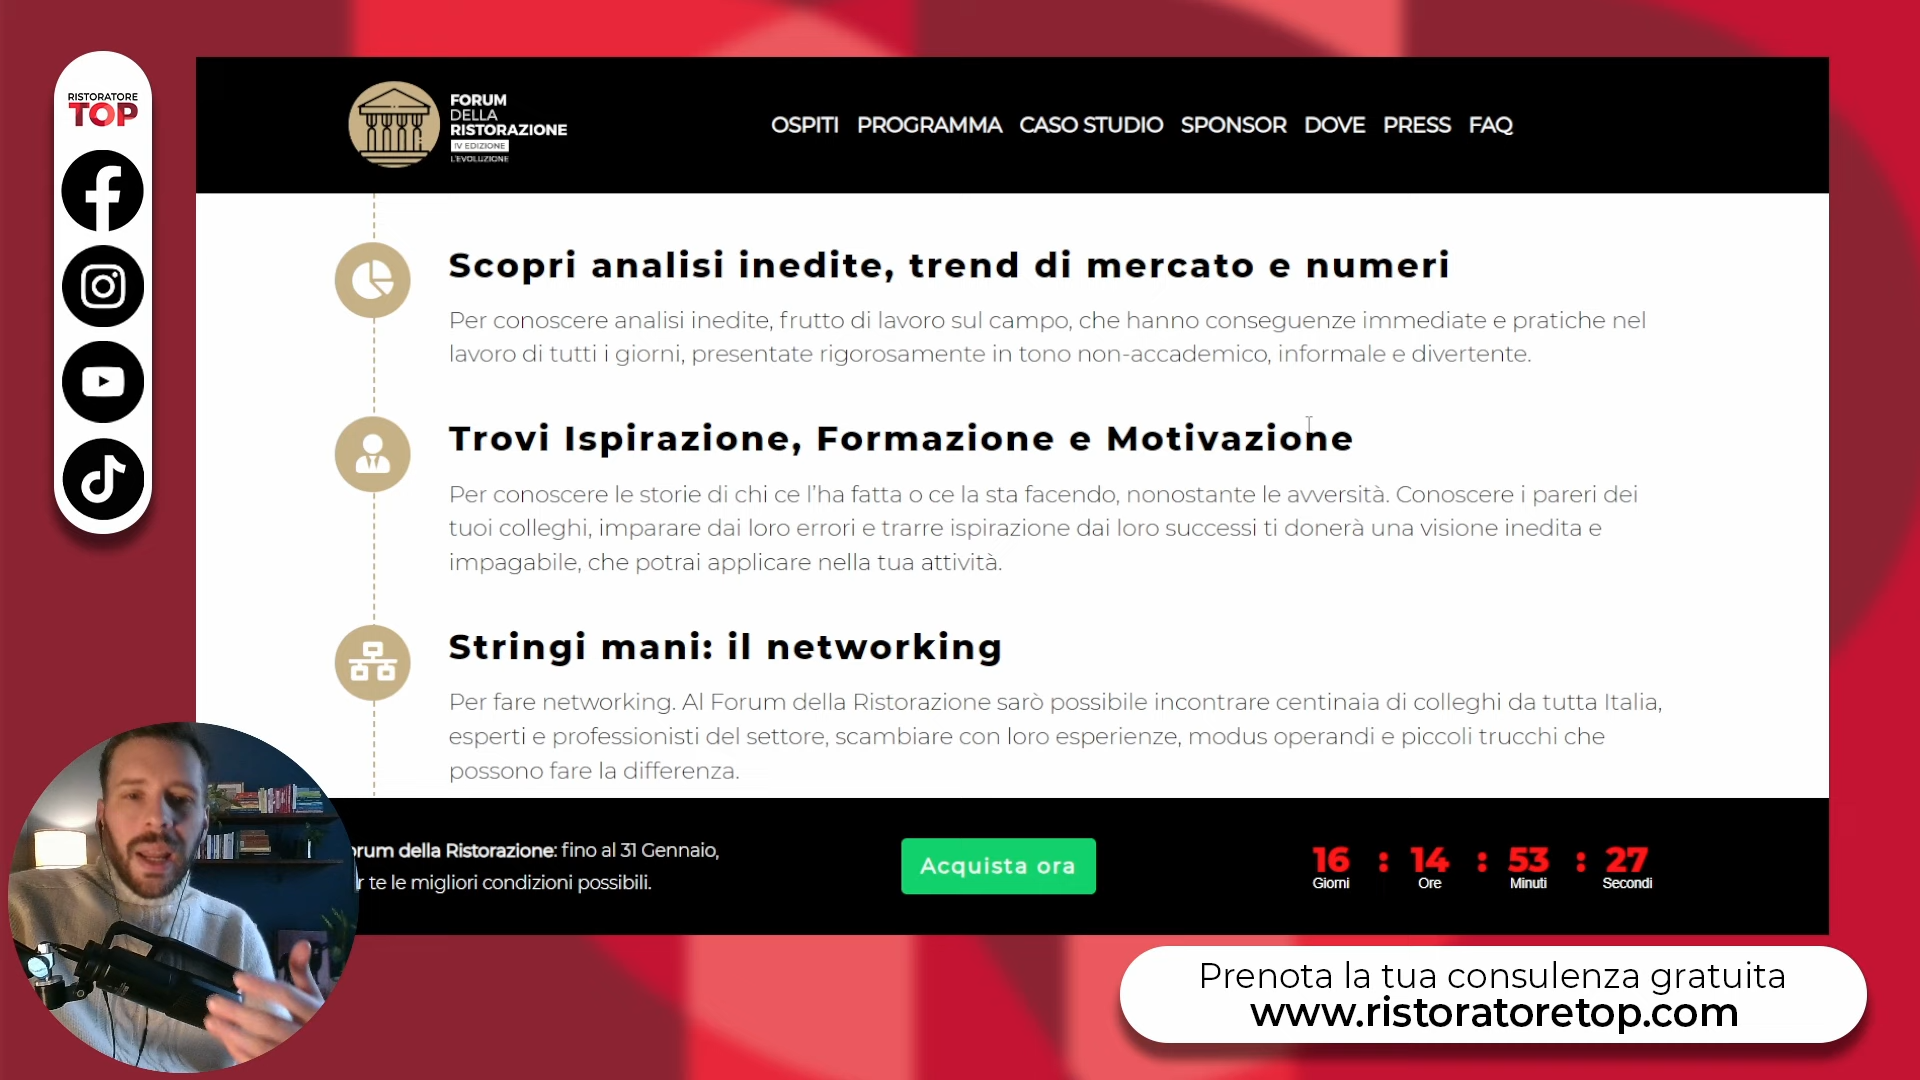 RISTORATORE
TOP
FORUM
DELLA
RISTORAZIONE
IV EDIZIONE
L'EVOLUZIONE
OSPITI PROGRAMMA CASO STUDIO SPONSOR DOVE PRESS FAQ
Scopri analisi inedite, trend di mercato e numeri
Per conoscere analisi inedite, frutto di lavoro sul campo, che hanno conseguenze immediate e pratiche nel
lavoro di tutti i giorni, presentate rigorosamente in tono non-accademico, informale e divertente.
Trovi Ispirazione, Formazione e Motivazione
Per conoscere le storie di chi ce l'ha fatta o ce la sta facendo, nonostante le avversità. Conoscere i pareri dei
tuoi colleghi, imparare dai loro errori e trarre ispirazione dai loro successi ti donerà una visione inedita e
impagabile, che potrai applicare nella tua attività.
Stringi mani: il networking
Per fare networking. Al Forum della Ristorazione sarò possibile incontrare centinaia di colleghi da tutta Italia,
esperti e professionisti del settore, scambiare con loro esperienze, modus operandi e piccoli trucchi che
possono fare la differenza.
orum della Ristorazione: fino al 31 Gennaio,
r te le migliori condizioni possibili.
Acquista ora
16 : 14 : 53 : 27
Giorni Ore Minuti Secondi
Prenota la tua consulenza gratuita
www.ristoratoretop.com